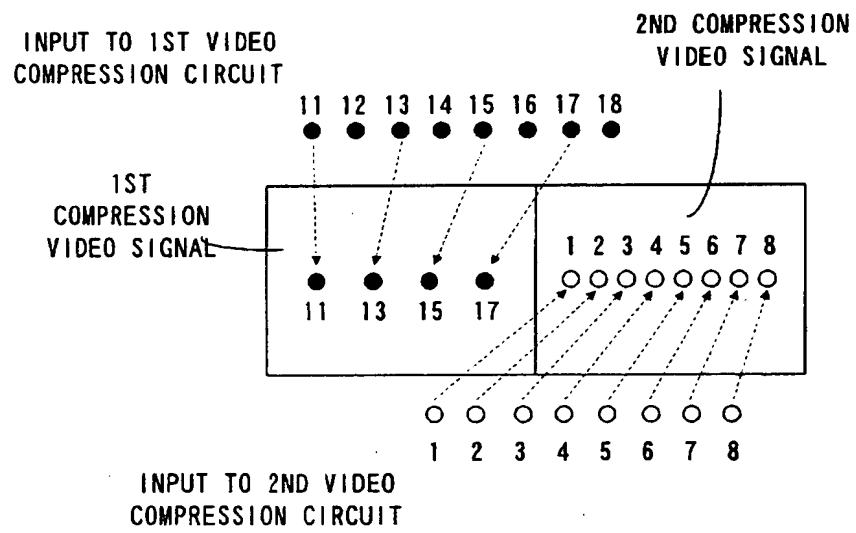 INPUT TO 1ST VIDEO
COMPRESSION CIRCUIT
2ND COMPRESSION
VIDEO SIGNAL
11 12 13 14 15 16 17 18
1ST
COMPRESSION
VIDEO SIGNAL
1 2 3 4 5 6 7 8
11 13 15 17
1 2 3 4 5 6 7 8
INPUT TO 2ND VIDEO
COMPRESSION CIRCUIT